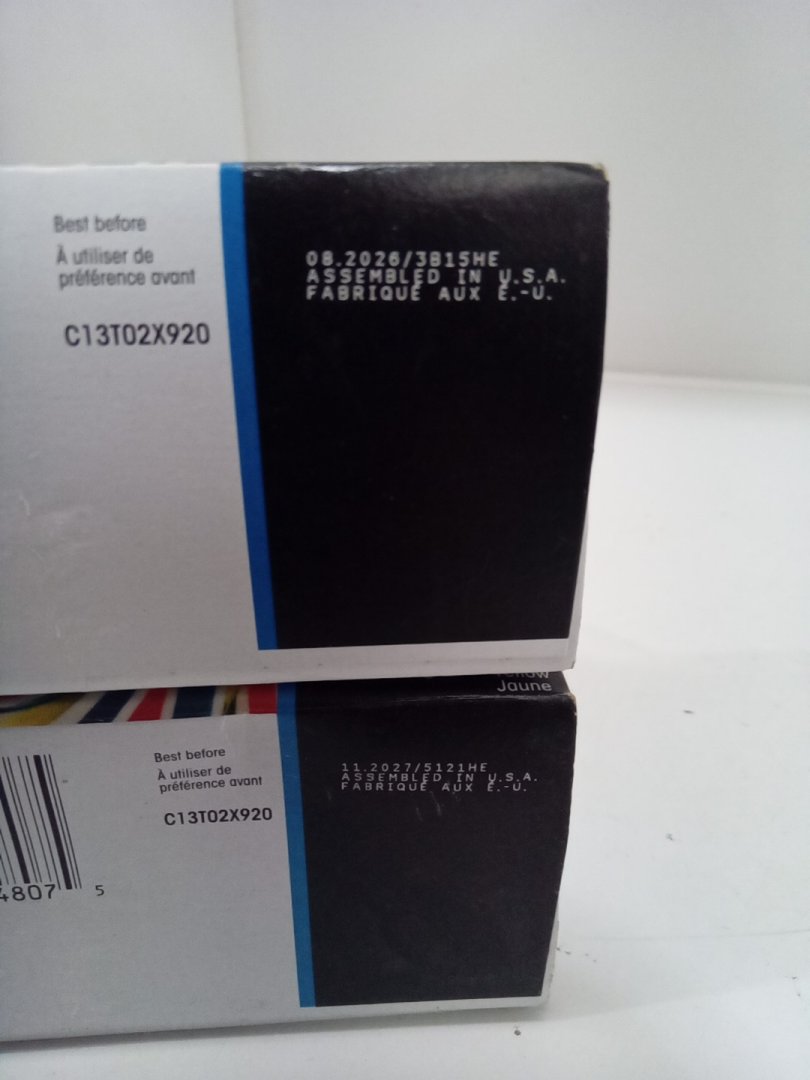 Best before
À utiliser de
préférence avant
C13T02X920
08.2026/3B15HE
ASSEMBLED IN U.S.A.
FABRIQUÉ AUX É.-U.
Jaune
Best before
À utiliser de
préférence avant
C13T02X920
11.2027/5121HE
ASSEMBLED IN U.S.A.
FABRIQUÉ AUX É.-U.
4807 5